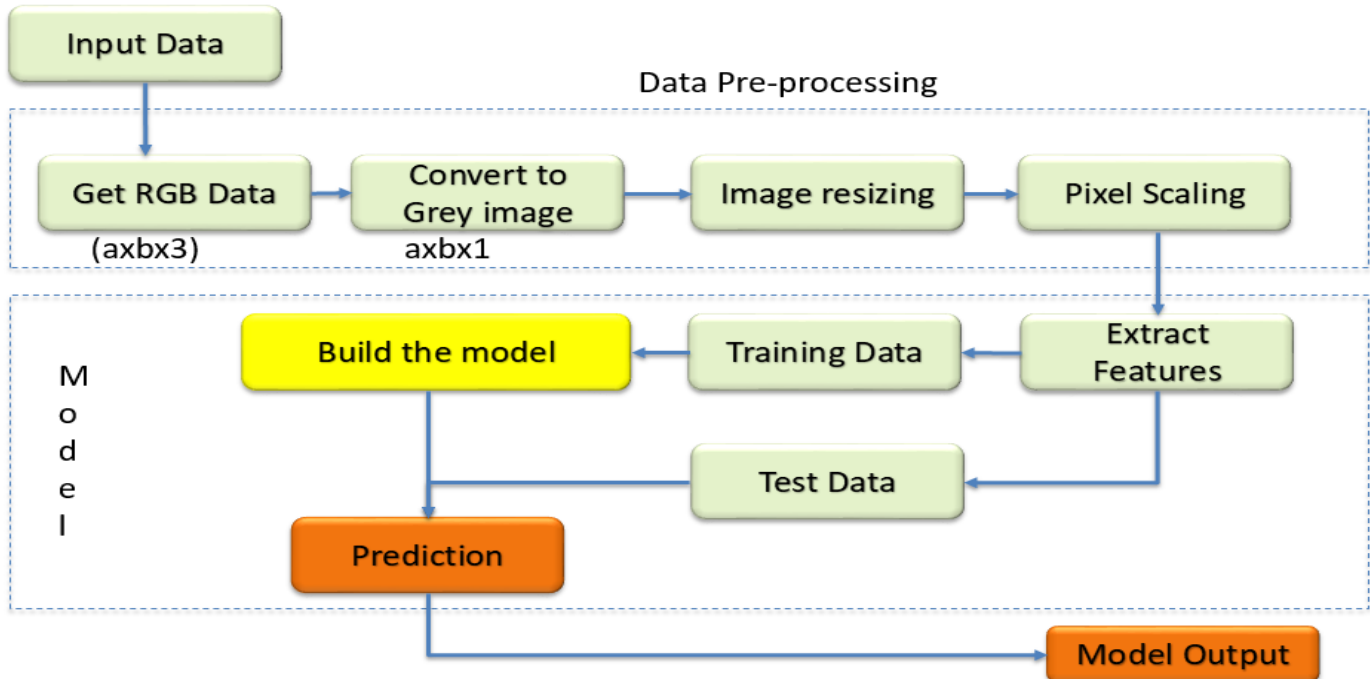 Input Data
Data Pre-processing
Get RGB Data
(axbx3)
Convert to
Grey image
axbx1
Image resizing
Pixel Scaling
M
o
d
e
l
Build the model
Training Data
Extract
Features
Test Data
Prediction
Model Output